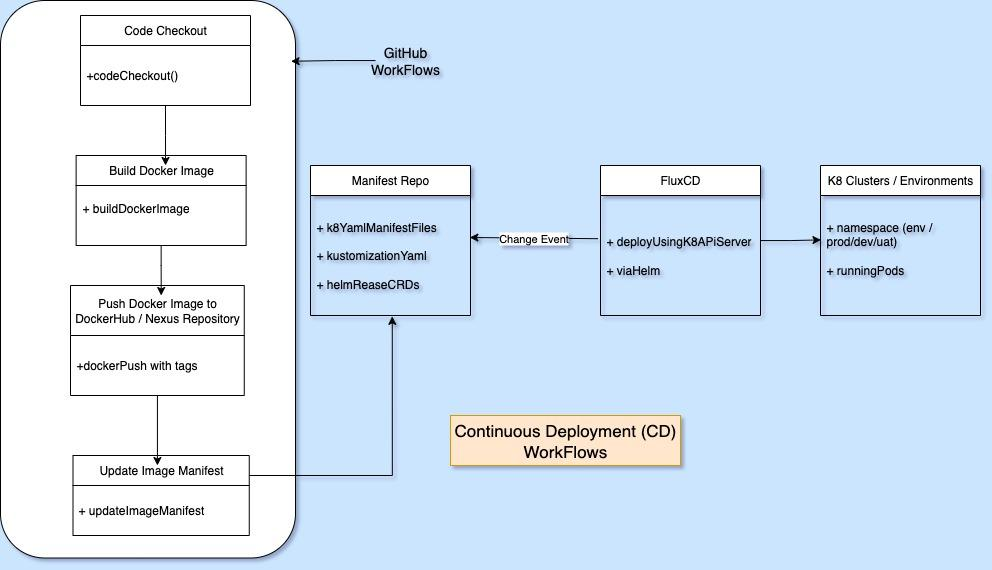 Code Checkout
+codeCheckout()
GitHub
WorkFlows
Build Docker Image
+ buildDockerImage
Push Docker Image to
DockerHub / Nexus Repository
+dockerPush with tags
Update Image Manifest
+ updateImageManifest
Manifest Repo
+ k8YamlManifestFiles
+ kustomizationYaml
+ helmReaseCRDs
Change Event
FluxCD
+ deployUsingK8APiServer
+ viaHelm
K8 Clusters / Environments
+ namespace (env /
prod/dev/uat)
+ runningPods
Continuous Deployment (CD)
WorkFlows